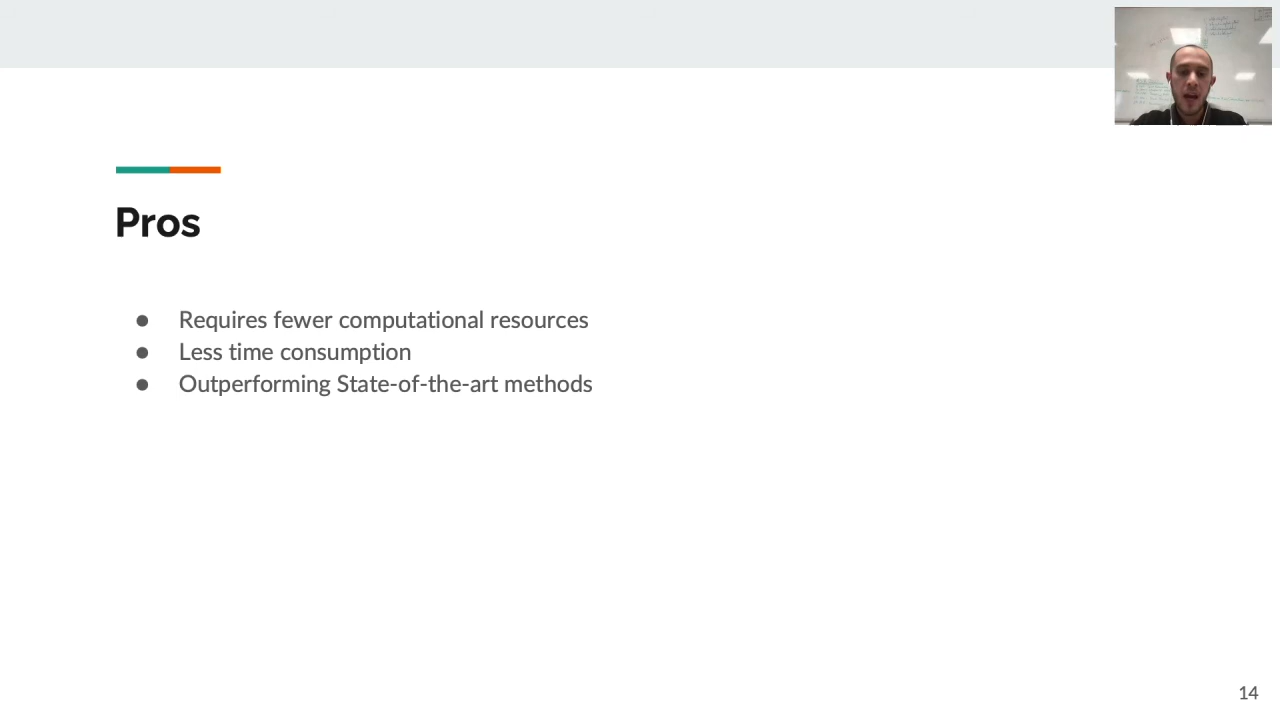 Pros
● Requires fewer computational resources
● Less time consumption
● Outperforming State-of-the-art methods
14